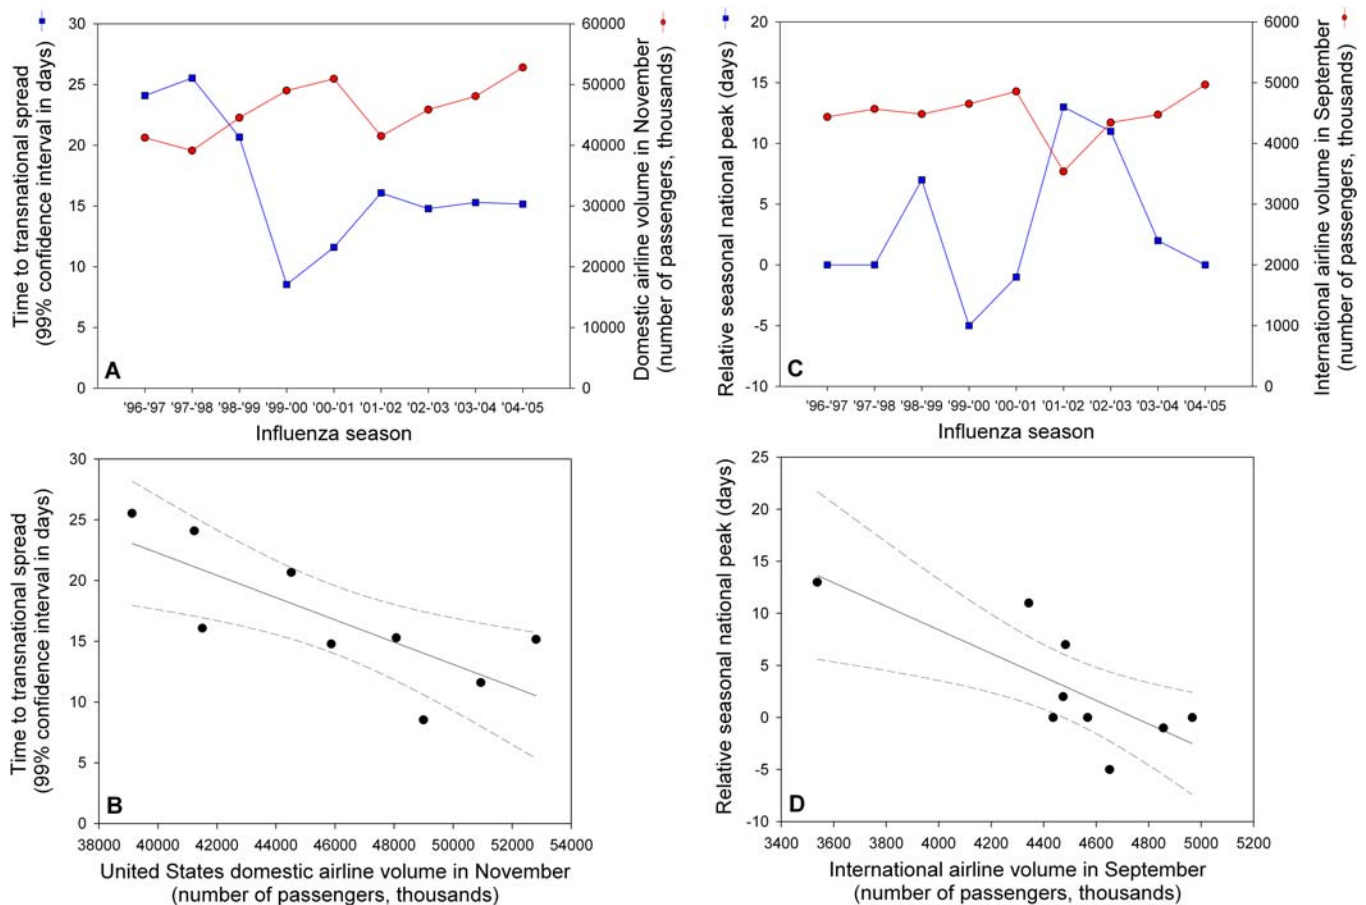 Time to transnational spread
(99% confidence interval in days)
30
25
20
15
10
5
0
60000
50000
40000
30000
20000
10000
0
Domestic airline volume in November
(number of passengers, thousands)
A
'96-'97 '97-'98 '98-'99 '99-00 '00-'01 '01-'02 '02-'03 '03-'04 '04-'05
Influenza season
Relative seasonal national peak (days)
20
15
10
5
0
-5
-10
6000
5000
4000
3000
2000
1000
0
International airline volume in September
(number of passengers, thousands)
C
'96-'97 '97-'98 '98-'99 '99-00 '00-'01 '01-'02 '02-'03 '03-'04 '04-'05
Influenza season
Time to transnational spread
(99% confidence interval in days)
30
25
20
15
10
5
0
B
38000 40000 42000 44000 46000 48000 50000 52000 54000
United States domestic airline volume in November
(number of passengers, thousands)
Relative seasonal national peak (days)
25
20
15
10
5
0
-5
-10
D
3400 3600 3800 4000 4200 4400 4600 4800 5000 5200
International airline volume in September
(number of passengers, thousands)